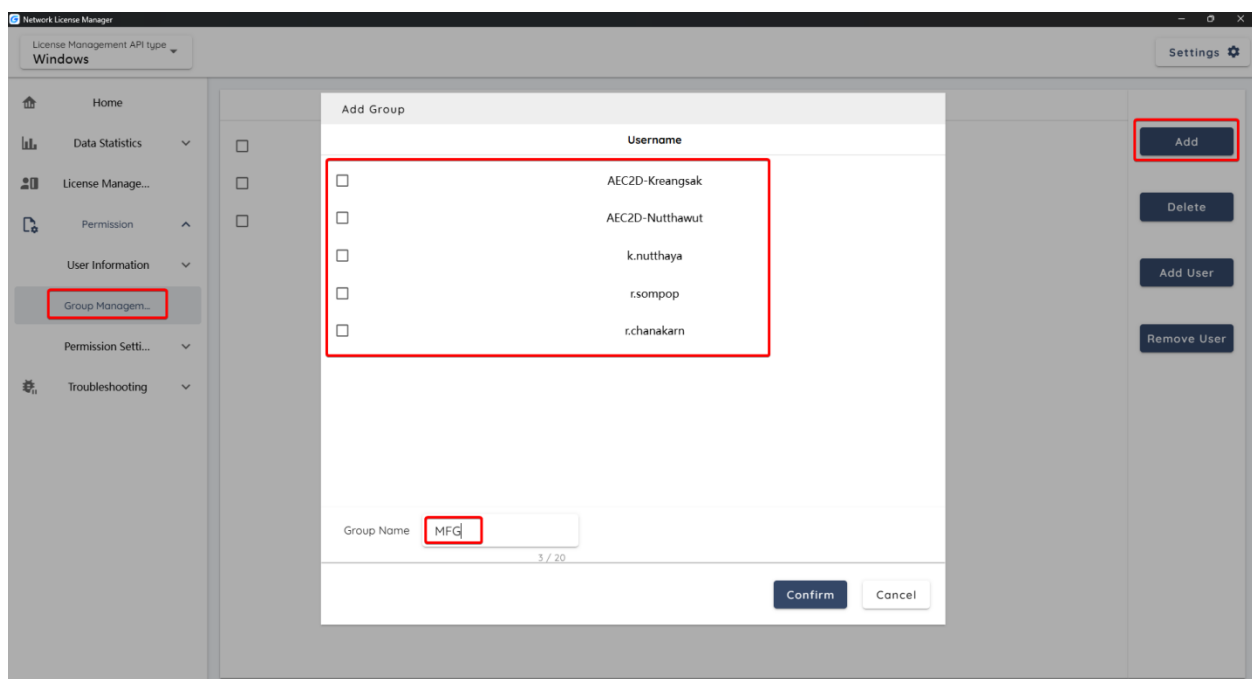 Network License Manager
License Management API type
Windows
Settings
Home
Data Statistics
License Manage...
Permission
User Information
Group Managem...
Permission Setti...
Troubleshooting
Add Group
Username
AEC2D-Kreangsak
AEC2D-Nutthawut
k.nutthaya
r.sompop
r.chanakarn
Group Name MFG
3 / 20
Confirm Cancel
Add
Delete
Add User
Remove User